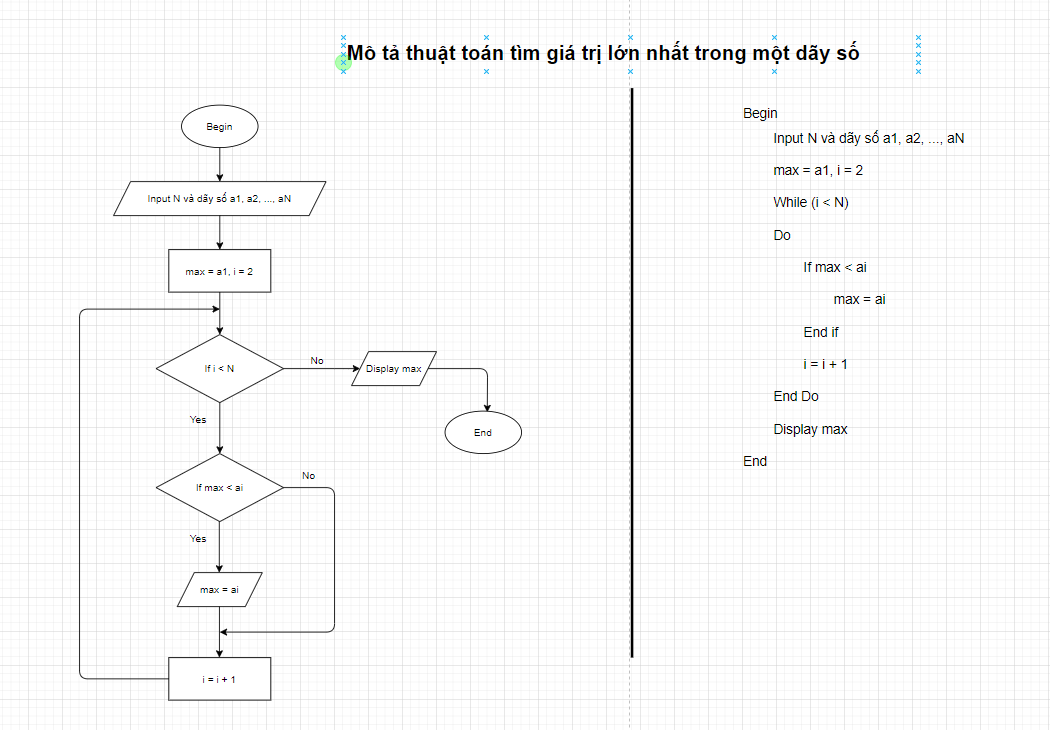 Mô tả thuật toán tìm giá trị lớn nhất trong một dãy số
Begin
Input N và dãy số a1, a2, ..., aN
max = a1, i = 2
If i < N
No
Display max
End
Yes
If max < ai
No
Yes
max = ai
i = i + 1
Begin
Input N và dãy số a1, a2, ..., aN
max = a1, i = 2
While (i < N)
Do
If max < ai
max = ai
End if
i = i + 1
End Do
Display max
End